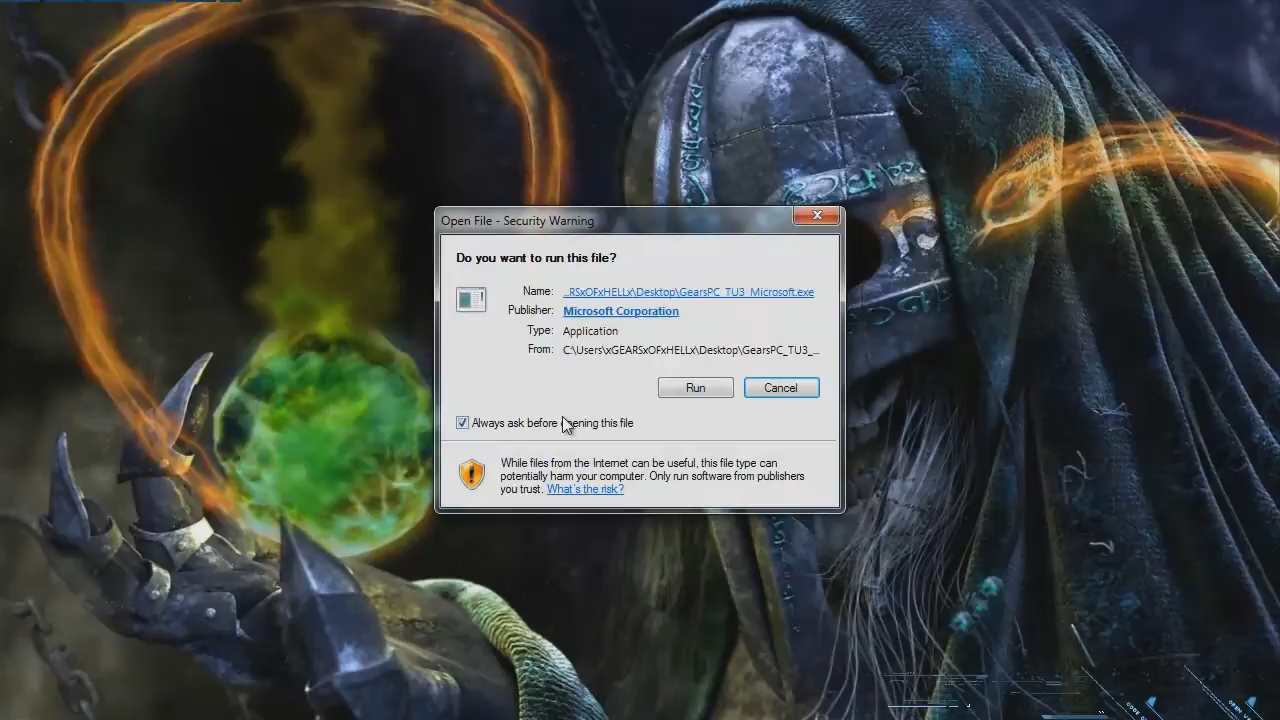 Open File - Security Warning
Do you want to run this file?
Name: ...RSxOFxHELLx\Desktop\GearsPC_TU3_Microsoft.exe
Publisher: Microsoft Corporation
Type: Application
From: C:\Users\xGEARSxOFxHELLx\Desktop\GearsPC_TU3_...
Run Cancel
Always ask before opening this file
While files from the Internet can be useful, this file type can
potentially harm your computer. Only run software from publishers
you trust. What's the risk?